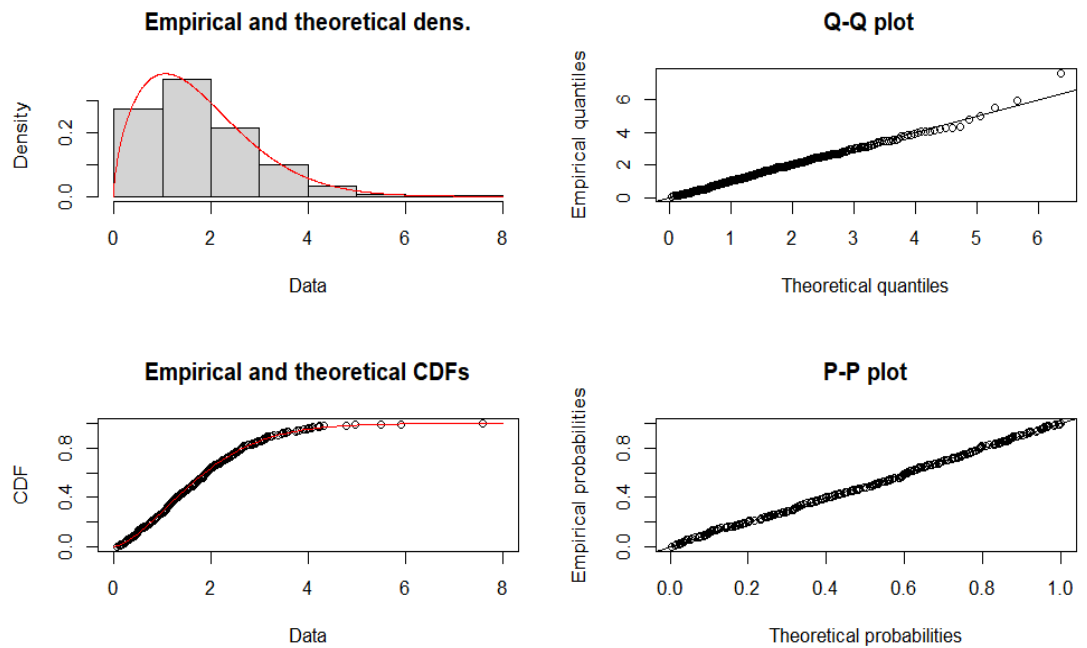 Empirical and theoretical dens.
Density
0.0 0.2
0 2 4 6 8
Data
Q-Q plot
Empirical quantiles
0 2 4 6
0 1 2 3 4 5 6
Theoretical quantiles
Empirical and theoretical CDFs
CDF
0.0 0.4 0.8
0 2 4 6 8
Data
P-P plot
Empirical probabilities
0.0 0.4 0.8
0.0 0.2 0.4 0.6 0.8 1.0
Theoretical probabilities